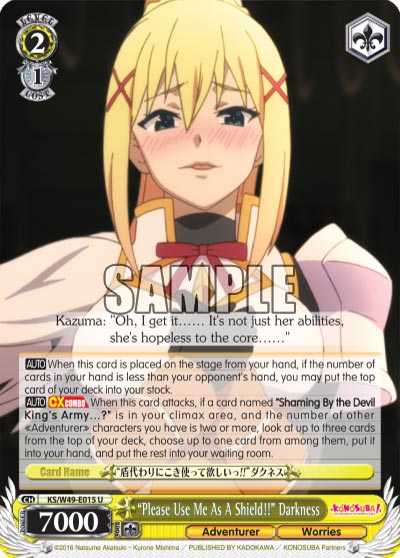 LEVEL
2
1
COST
SAMPLE
Kazuma: "Oh, I get it…… It's not just her abilities,
she's hopeless to the core……"
AUTO When this card is placed on the stage from your hand, if the number of
cards in your hand is less than your opponent's hand, you may put the top
card of your deck into your stock.
AUTO CX COMBO When this card attacks, if a card named "Shaming By the Devil
King's Army...?" is in your climax area, and the number of other
«Adventurer» characters you have is two or more, look at up to three cards
from top of your deck and choose up to one card from among them, put it
into your hand, and put the rest into your waiting room.
Card Name
"盾代わりにこき使って欲しいっ!!"ダクネス
CH KS/W49-E015 U
7000
"Please Use Me As A Shield!!" Darkness
KONOSUBA!
Adventurer
Worries
©2016 Natsume Akatsuki・Kurone Mishima / PUBLISHED BY KADOKAWA / KONOSUBA Partners